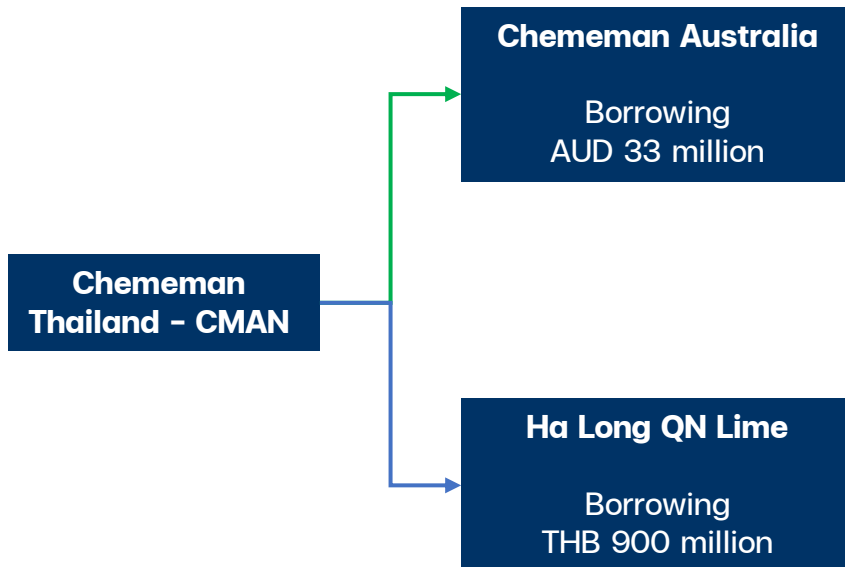 Chememan Australia
Borrowing
AUD 33 million
Chememan
Thailand – CMAN
Ha Long QN Lime
Borrowing
THB 900 million